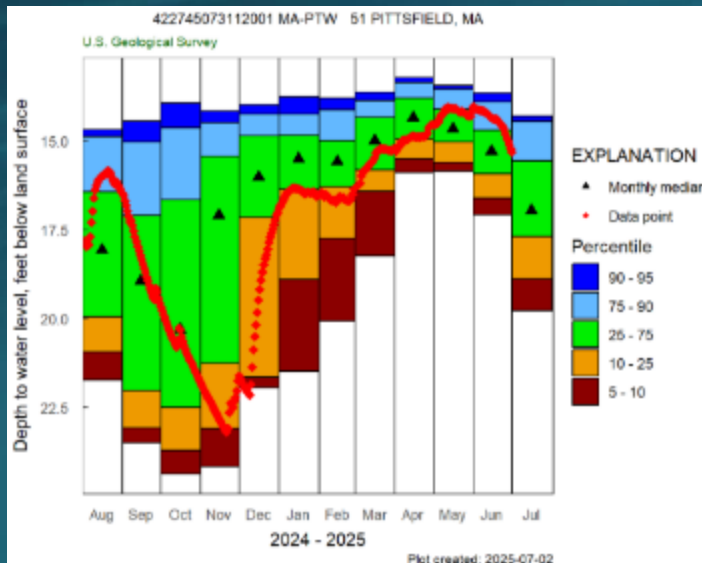 422745073112001 MA-PTW 51 PITTSFIELD, MA
U.S. Geological Survey
Depth to water level, feet below land surface
15.0
17.5
20.0
22.5
Aug Sep Oct Nov Dec Jan Feb Mar Apr May Jun Jul
2024 - 2025
Plot created: 2025-07-02
EXPLANATION
Monthly median
Data point
Percentile
90 - 95
75 - 90
25 - 75
10 - 25
5 - 10